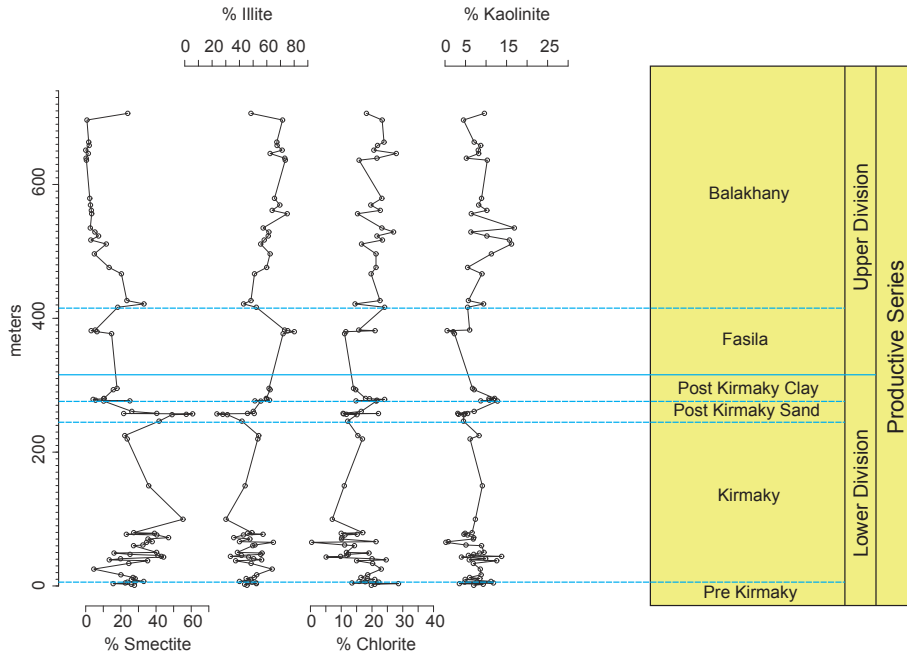 % Illite
% Kaolinite
0 20 40 60 80
0 5 15 25
meters
0 200 400 600
Balakhany
Fasila
Post Kirmaky Clay
Post Kirmaky Sand
Kirmaky
Pre Kirmaky
Upper Division
Lower Division
Productive Series
0 20 40 60
% Smectite
0 10 20 30 40
% Chlorite